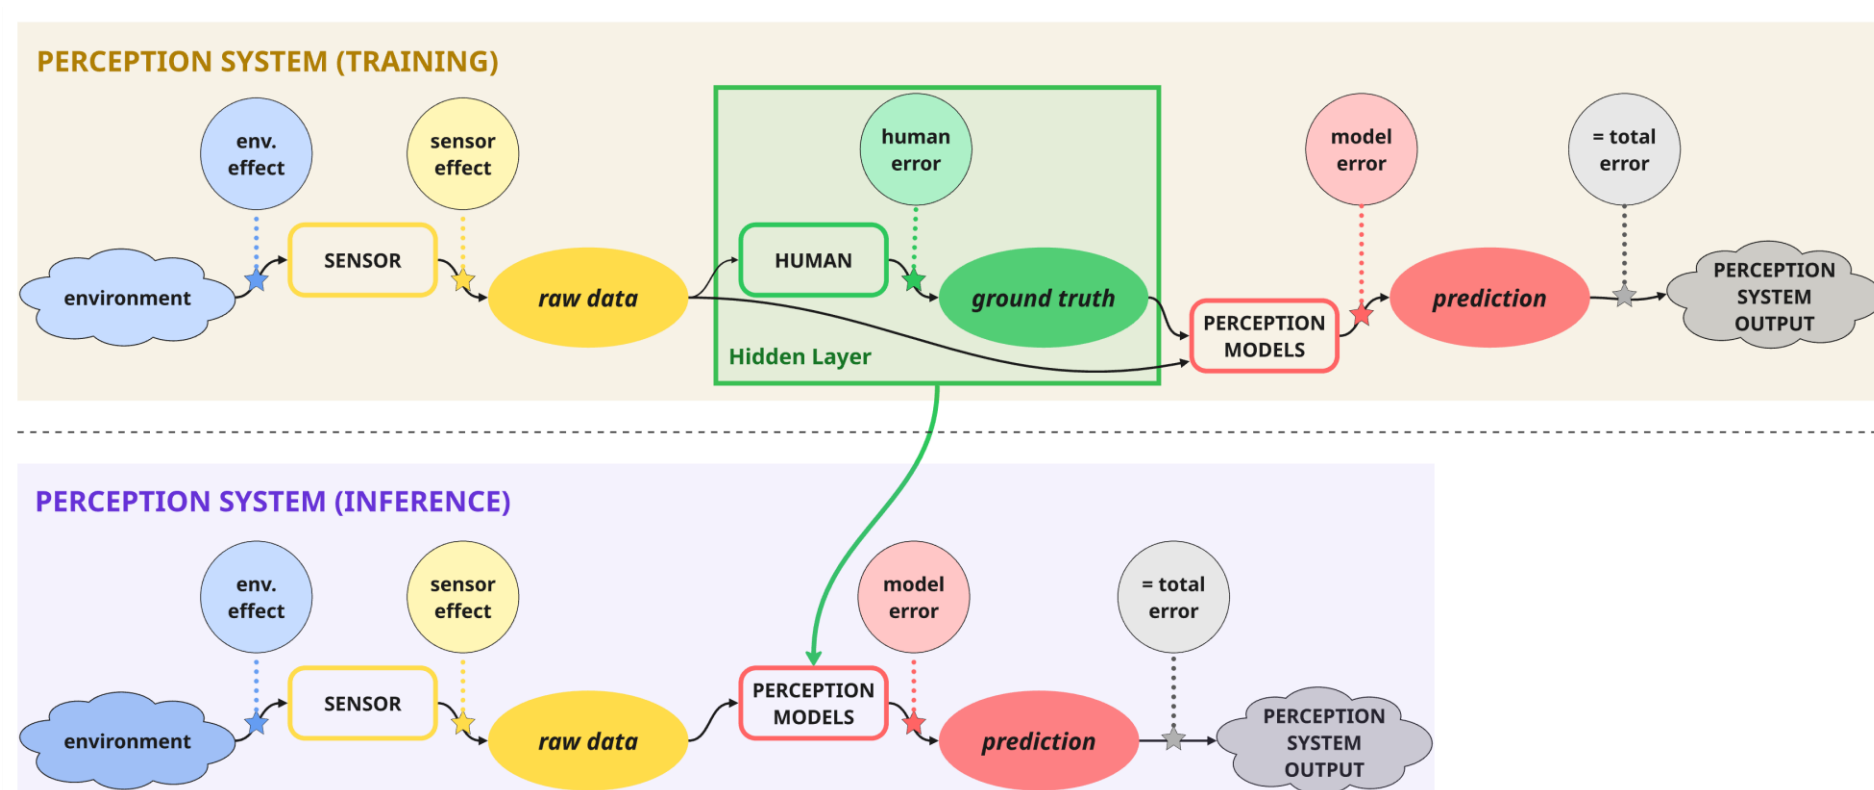 PERCEPTION SYSTEM (TRAINING)
env.
effect
sensor
effect
human
error
model
error
= total
error
environment
SENSOR
raw data
HUMAN
ground truth
Hidden Layer
PERCEPTION
MODELS
prediction
PERCEPTION
SYSTEM
OUTPUT
PERCEPTION SYSTEM (INFERENCE)
env.
effect
sensor
effect
model
error
= total
error
environment
SENSOR
raw data
PERCEPTION
MODELS
prediction
PERCEPTION
SYSTEM
OUTPUT